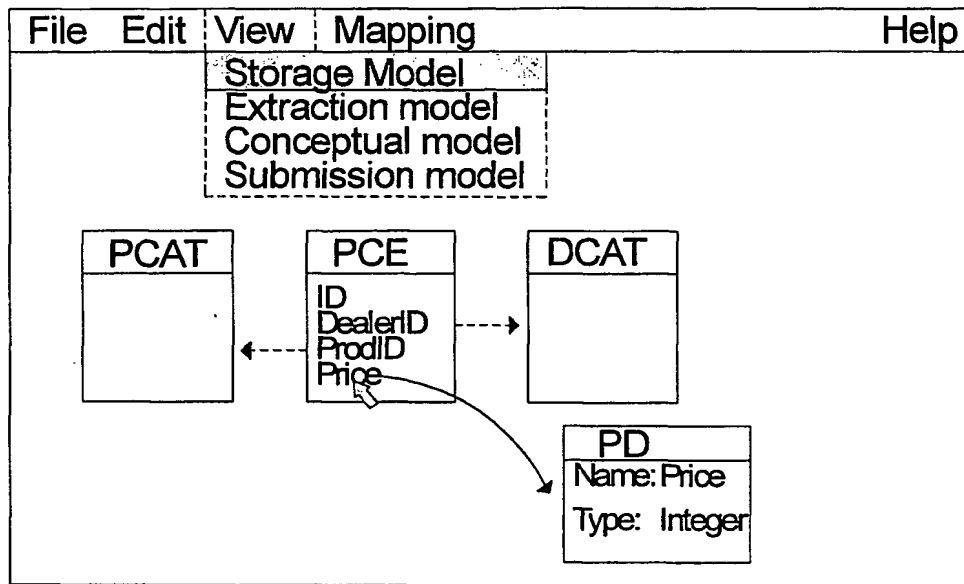 File Edit View Mapping Help
Storage Model
Extraction model
Conceptual model
Submission model
PCAT PCE DCAT
ID
DealerID
ProdID
Price
PD
Name: Price
Type: Integer